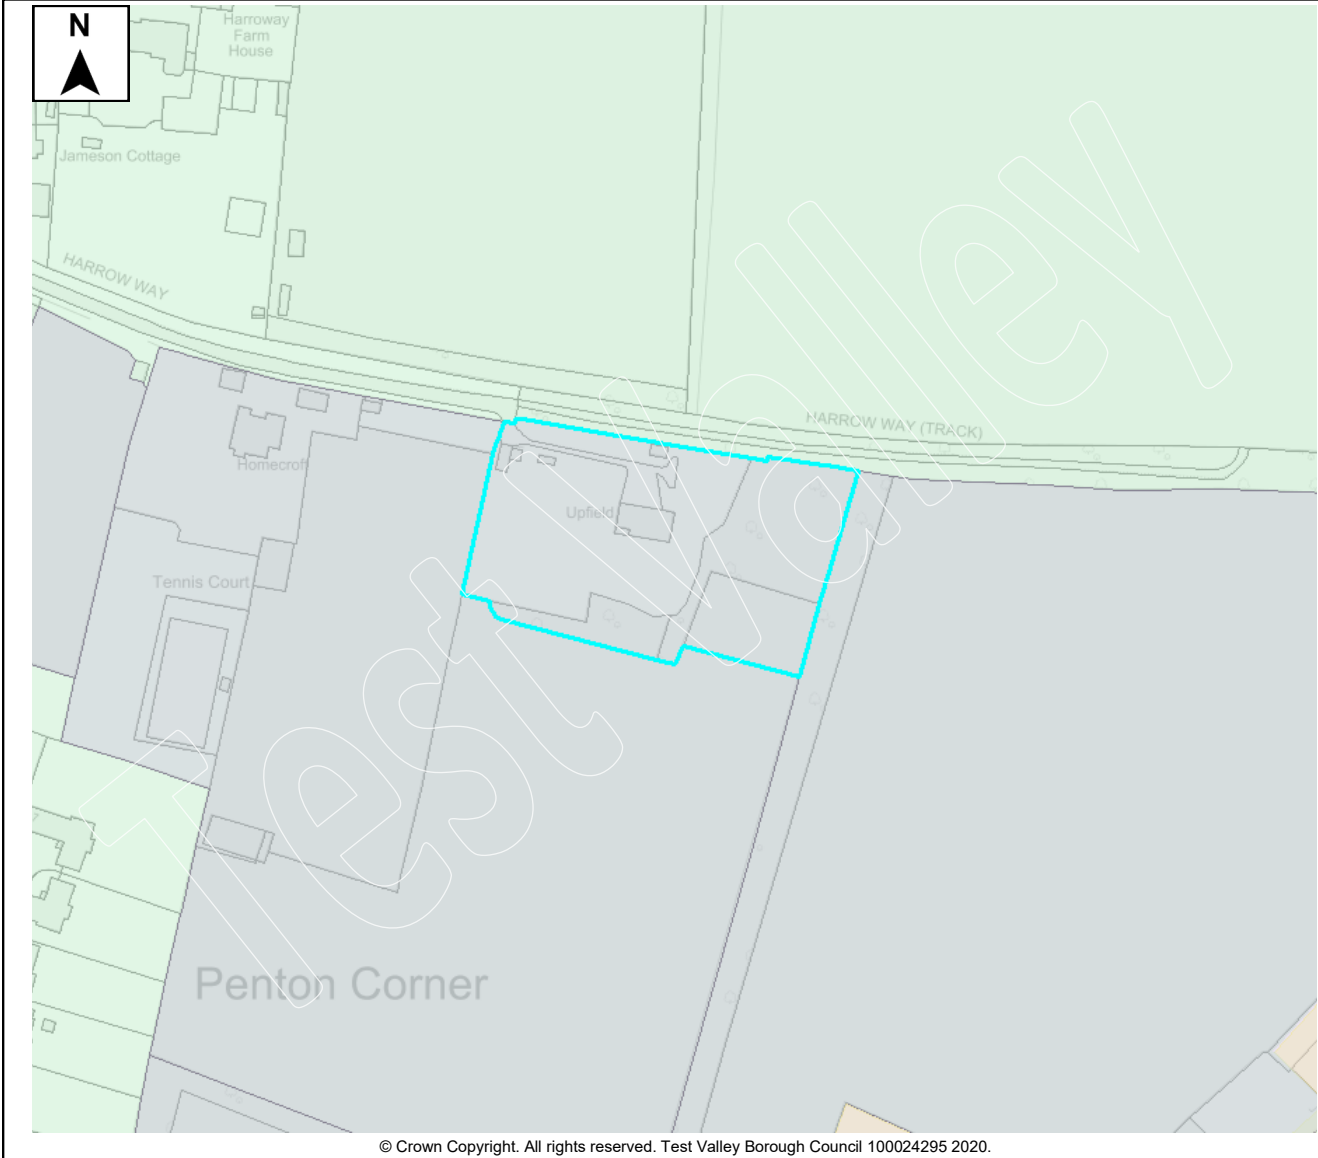 N
Harroway
Farm
House
Jameson Cottage
HARROW WAY
HARROW WAY (TRACK)
Homecroft
Upfield
Tennis Court
Test Valley
Penton Corner
© Crown Copyright. All rights reserved. Test Valley Borough Council 100024295 2020.